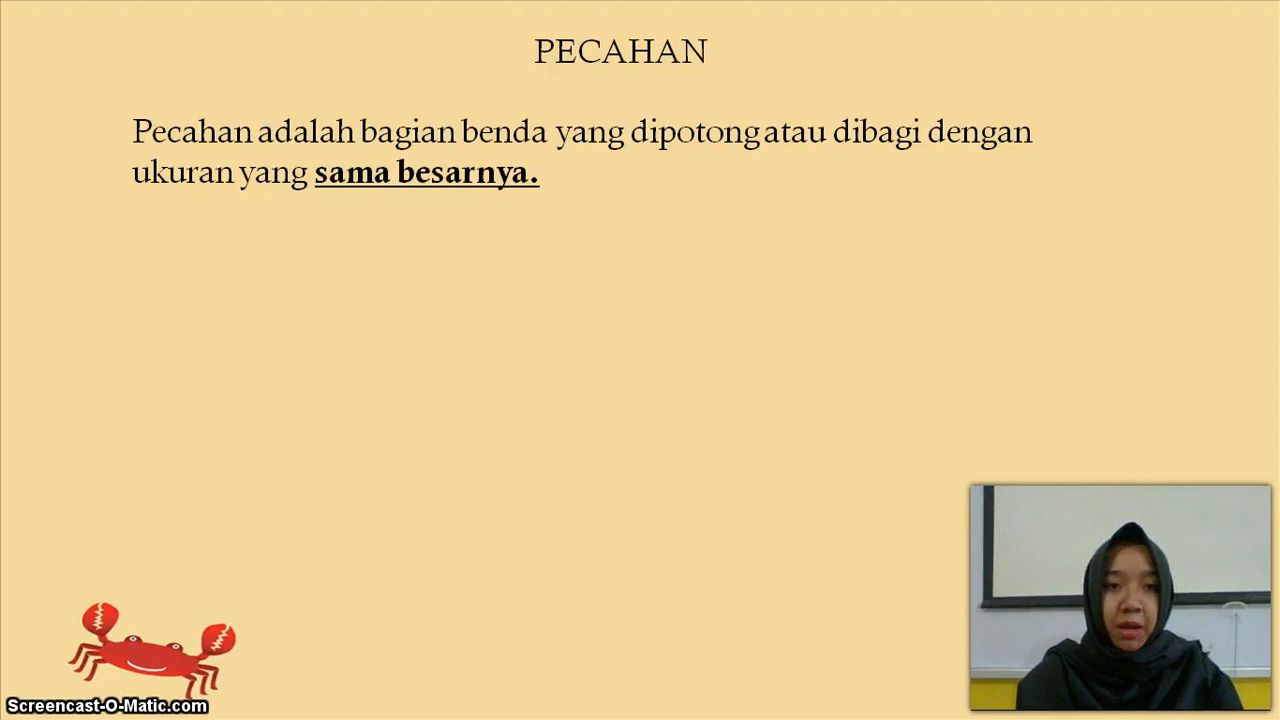 PECAHAN
Pecahan adalah bagian benda yang dipotong atau dibagi dengan
ukuran yang sama besarnya.
Screencast-O-Matic.com